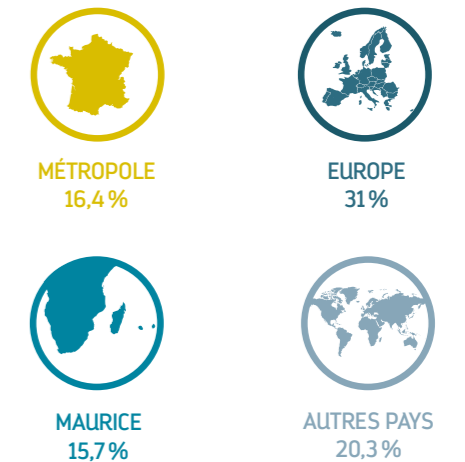 MÉTROPOLE
16,4 %
EUROPE
31 %
MAURICE
15,7 %
AUTRES PAYS
20,3 %